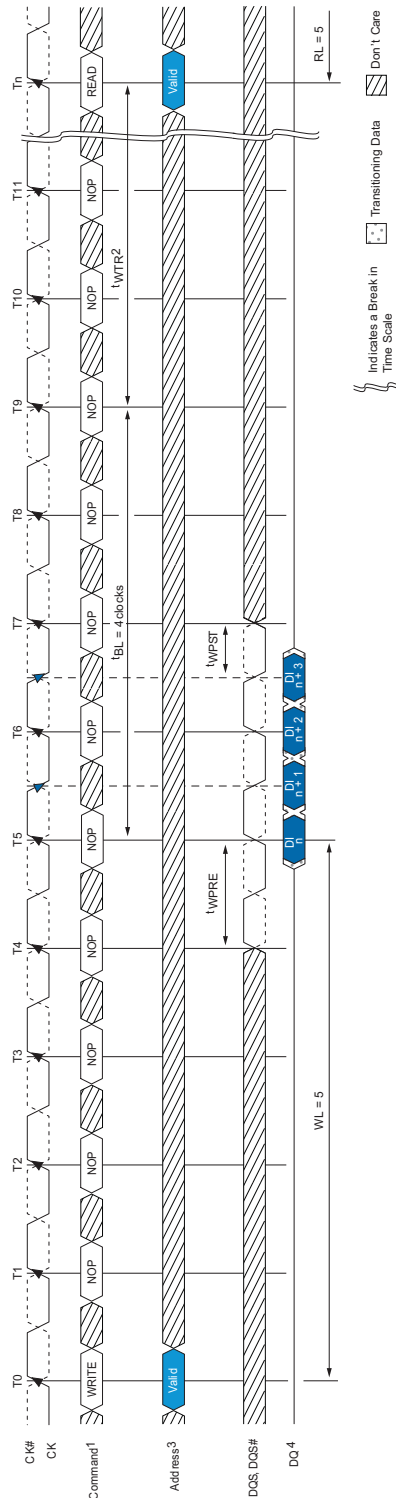 T0 T1 T2 T3 T4 T5 T6 T7 T8 T9 T10 T11 Tn
CK#
CK
Command1 WRITE NOP NOP NOP NOP NOP NOP NOP NOP NOP NOP NOP READ
tBL = 4 clocks tWTR2
Address3 Valid Valid
tWPRE tWPST
DQS, DQS#
DQ4 DI n DI n + 1 DI n + 2 DI n + 3
WL = 5 RL = 5
Indicates a Break in
Time Scale
Transitioning Data
Don't Care